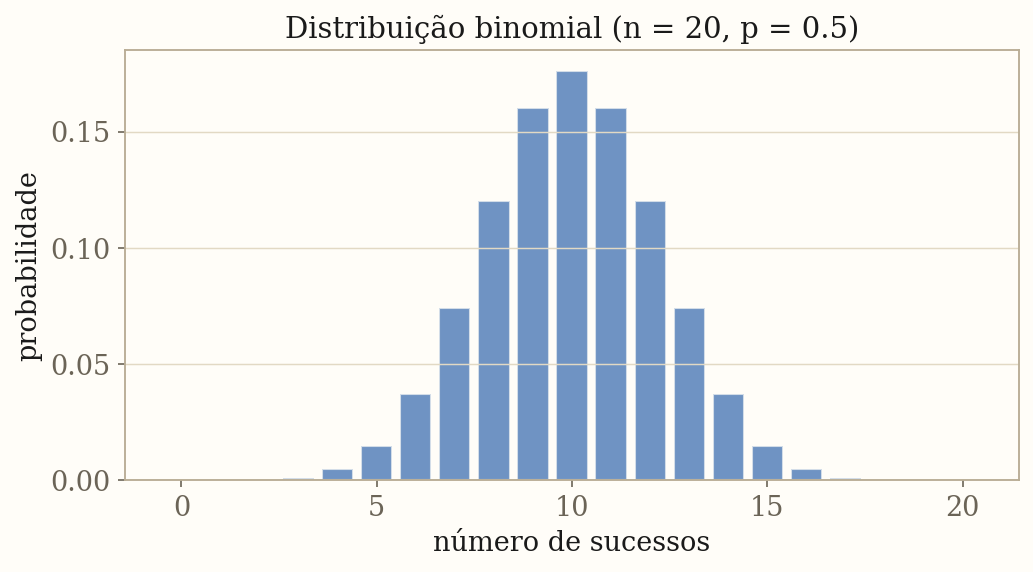 Distribuição binomial (n = 20, p = 0.5)
probabilidade
0.15
0.10
0.05
0.00
0 5 10 15 20
número de sucessos